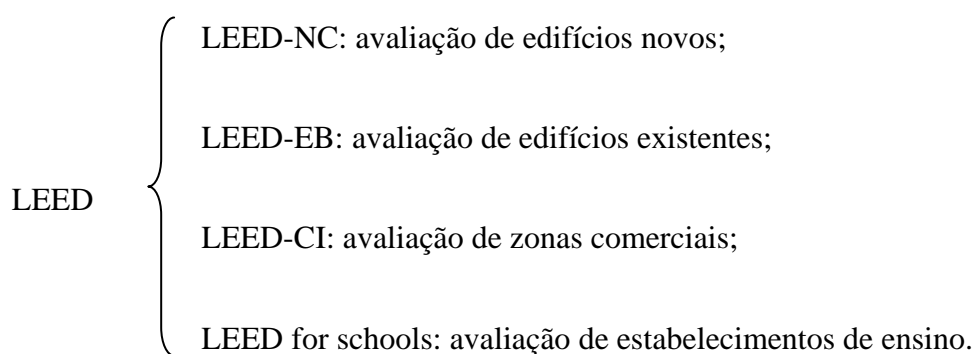 LEED-NC: avaliação de edifícios novos;
LEED-EB: avaliação de edifícios existentes;
LEED
LEED-CI: avaliação de zonas comerciais;
LEED for schools: avaliação de estabelecimentos de ensino.